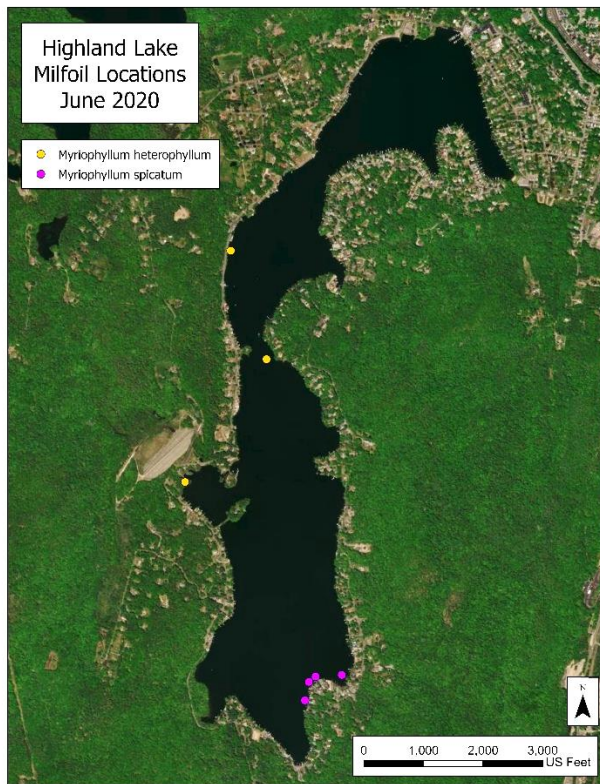 Highland Lake
Milfoil Locations
June 2020
Myriophyllum heterophyllum
Myriophyllum spicatum
N
0 1,000 2,000 3,000
US Feet